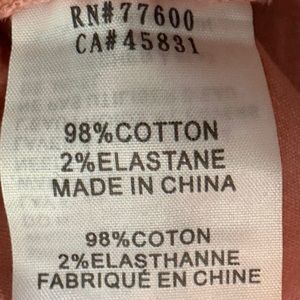 RN#77600
CA#45831
98%COTTON
2%ELASTANE
MADE IN CHINA
98%COTON
2%ELASTHANNE
FABRIQUÉ EN CHINE